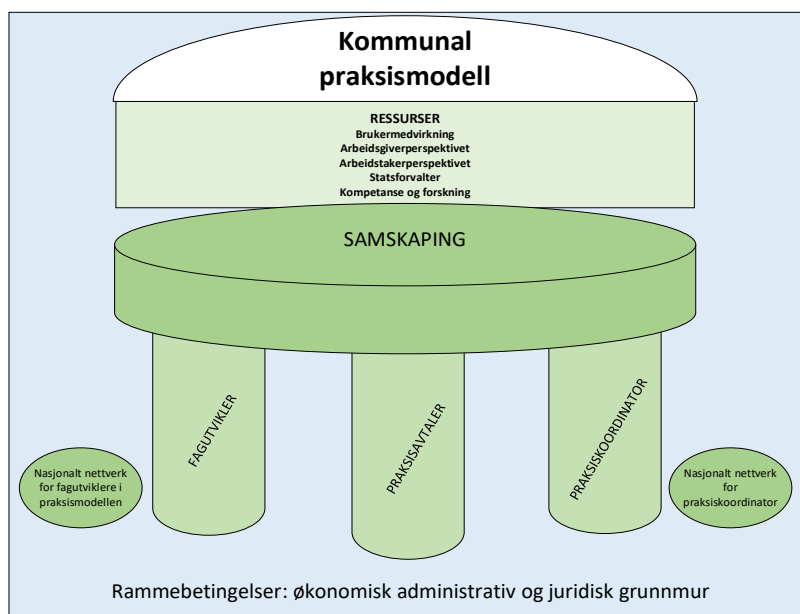 Kommunal
praksismodell
RESSURSER
Brukermedvirkning
Arbeidsgiverperspektivet
Arbeidstakerperspektivet
Statsforvalter
Kompetanse og forskning
SAMSKAPING
FAGUTVIKLER
PRAKSISAVTALER
PRAKSISKOORDINATOR
Nasjonalt nettverk
for fagutviklere i
praksismodellen
Nasjonalt nettverk
for
praksiskoordinator
Rammebetingelser: økonomisk administrativ og juridisk grunnmur